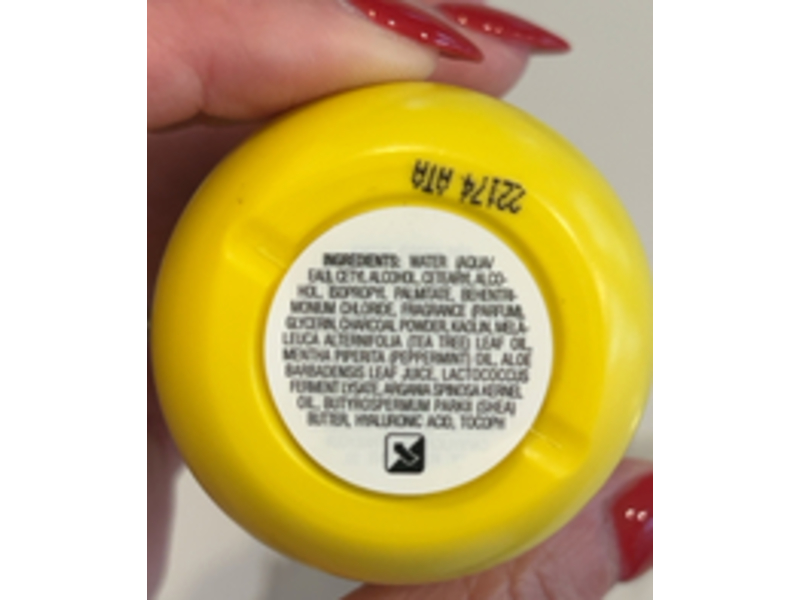 22174 ATA
INGREDIENTS: WATER (AQUA/
EAU), CETYL ALCOHOL, CETEARYL ALCO-
HOL, ISOPROPYL PALMITATE, BEHENTRI-
MONIUM CHLORIDE, FRAGRANCE (PARFUM),
GLYCERIN, CHARCOAL POWDER, KAOLIN, MELA-
LEUCA ALTERNIFOLIA (TEA TREE) LEAF OIL,
MENTHA PIPERITA (PEPPERMINT) OIL, ALOE
BARBADENSIS LEAF JUICE, LACTOCOCCUS
FERMENT LYSATE, ARGANIA SPINOSA KERNEL
OIL, BUTYROSPERMUM PARKII (SHEA)
BUTTER, HYALURONIC ACID, TOCOPH